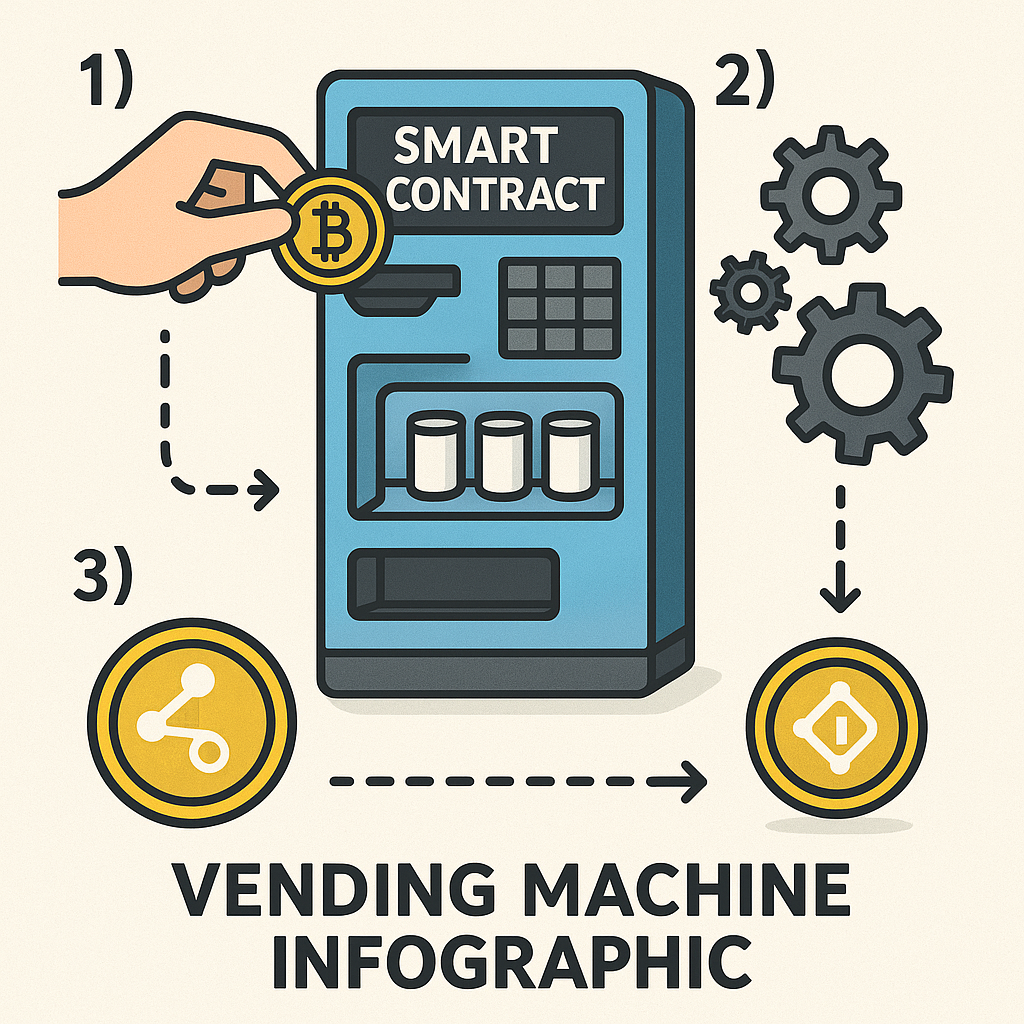 1)
SMART
CONTRACT
2)
3)
VENDING MACHINE
INFOGRAPHIC